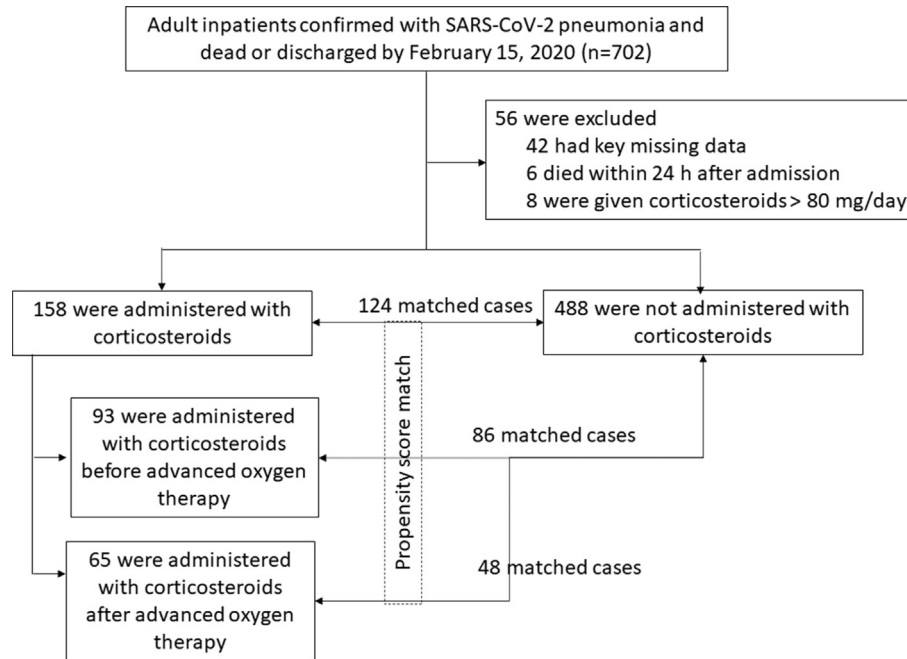 Adult inpatients confirmed with SARS-CoV-2 pneumonia and
dead or discharged by February 15, 2020 (n=702)
56 were excluded
42 had key missing data
6 died within 24 h after admission
8 were given corticosteroids > 80 mg/day
158 were administered with
corticosteroids
124 matched cases
488 were not administered with
corticosteroids
Propensity score match
93 were administered
with corticosteroids
before advanced oxygen
therapy
86 matched cases
65 were administered
with corticosteroids
after advanced oxygen
therapy
48 matched cases